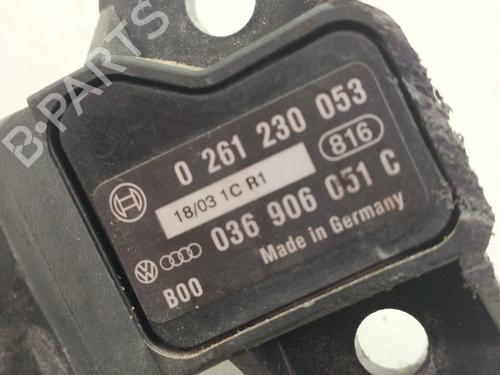 B-PARTS
0 261 230 053
18/03 1C R1
816
036 906 051 C
Made in Germany
B00